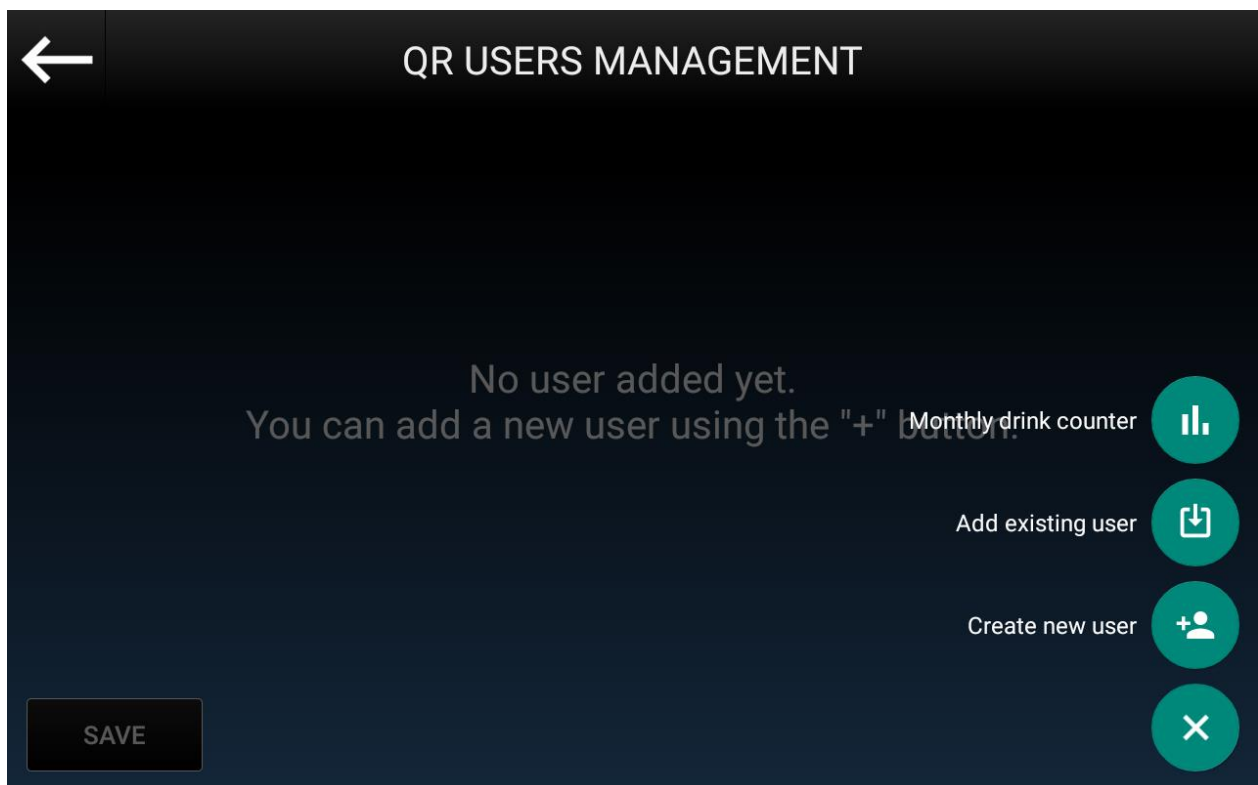 QR USERS MANAGEMENT
No user added yet.
You can add a new user using the "+" button.
Monthly drink counter
Add existing user
Create new user
SAVE